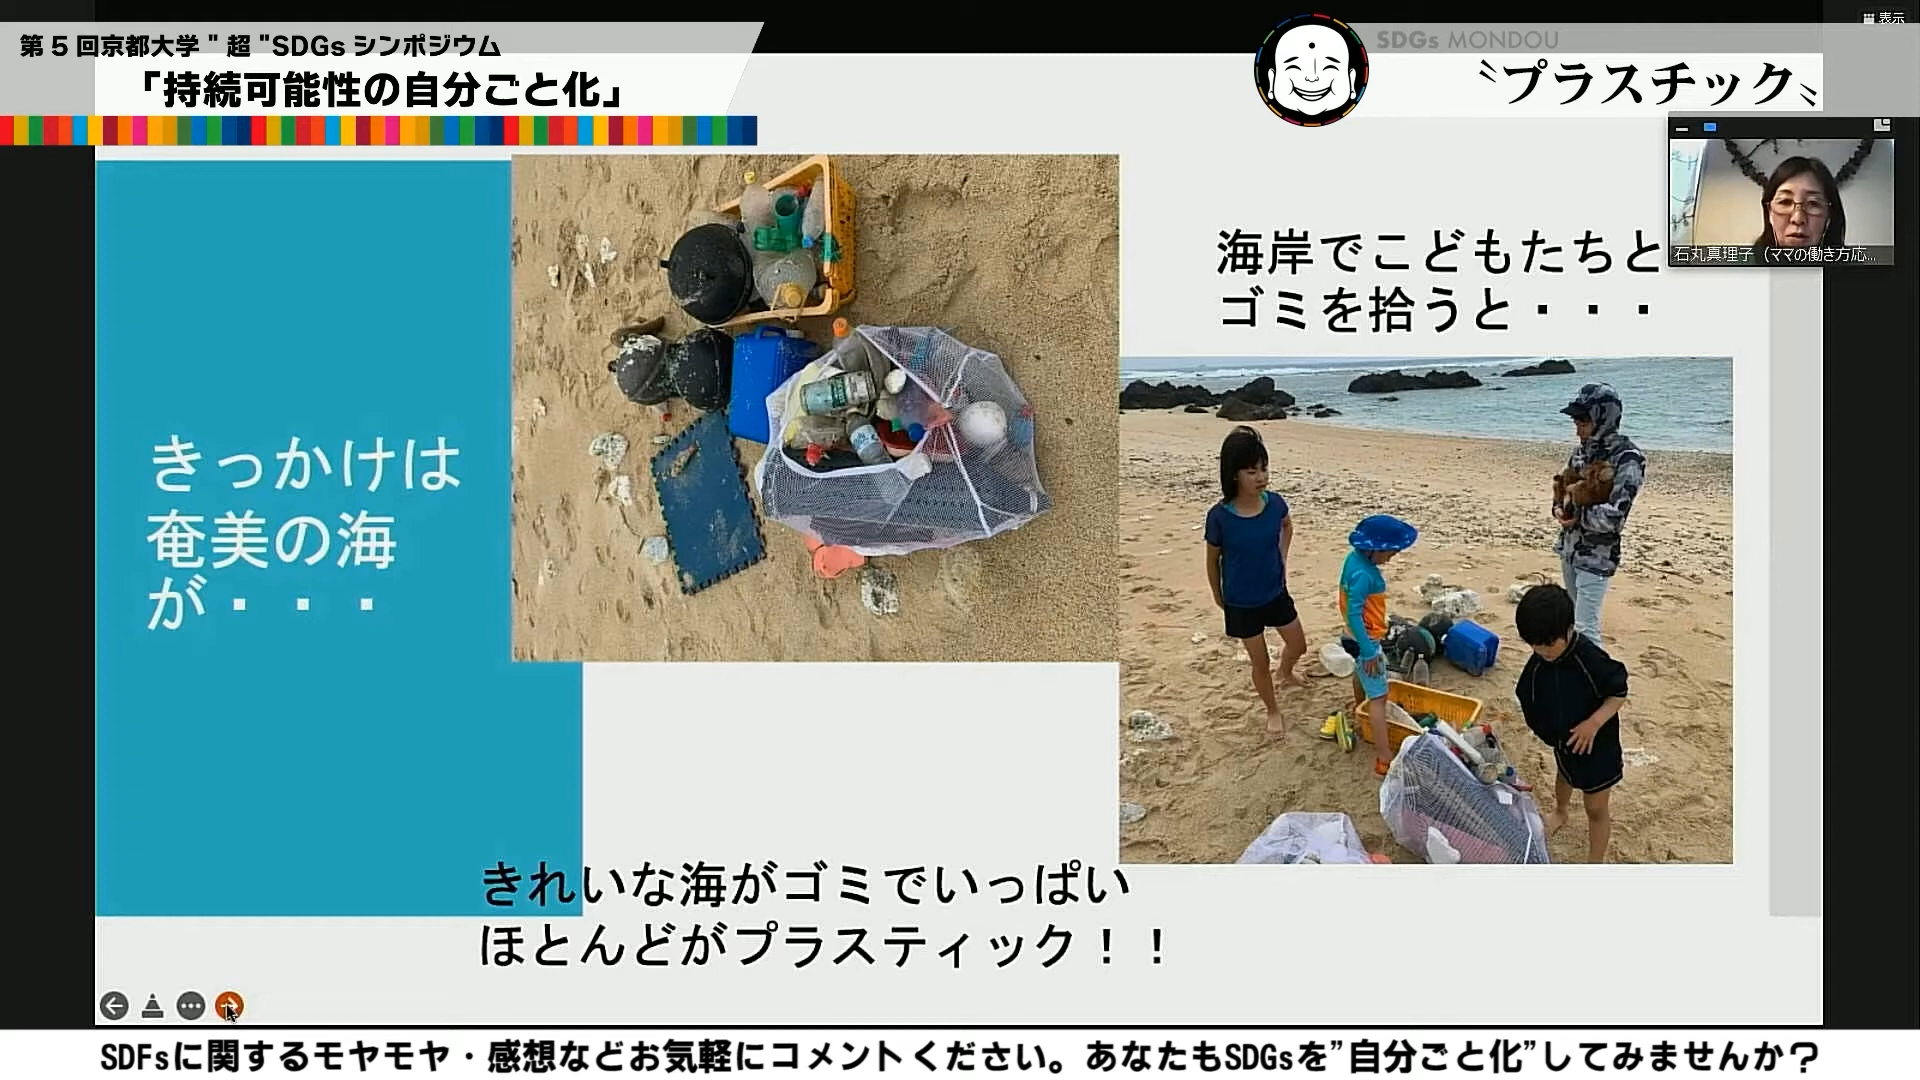 表示
第5回京都大学"超"SDGsシンポジウム
「持続可能性の自分ごと化」
SDGs MONDOU
〝プラスチック〟
石丸真理子（ママの働き方応...
海岸でこどもたちと
ゴミを拾うと・・・
きっかけは
奄美の海
が・・・
きれいな海がゴミでいっぱい
ほとんどがプラスティック！！
SDFsに関するモヤモヤ・感想などお気軽にコメントください。あなたもSDGsを”自分ごと化”してみませんか？